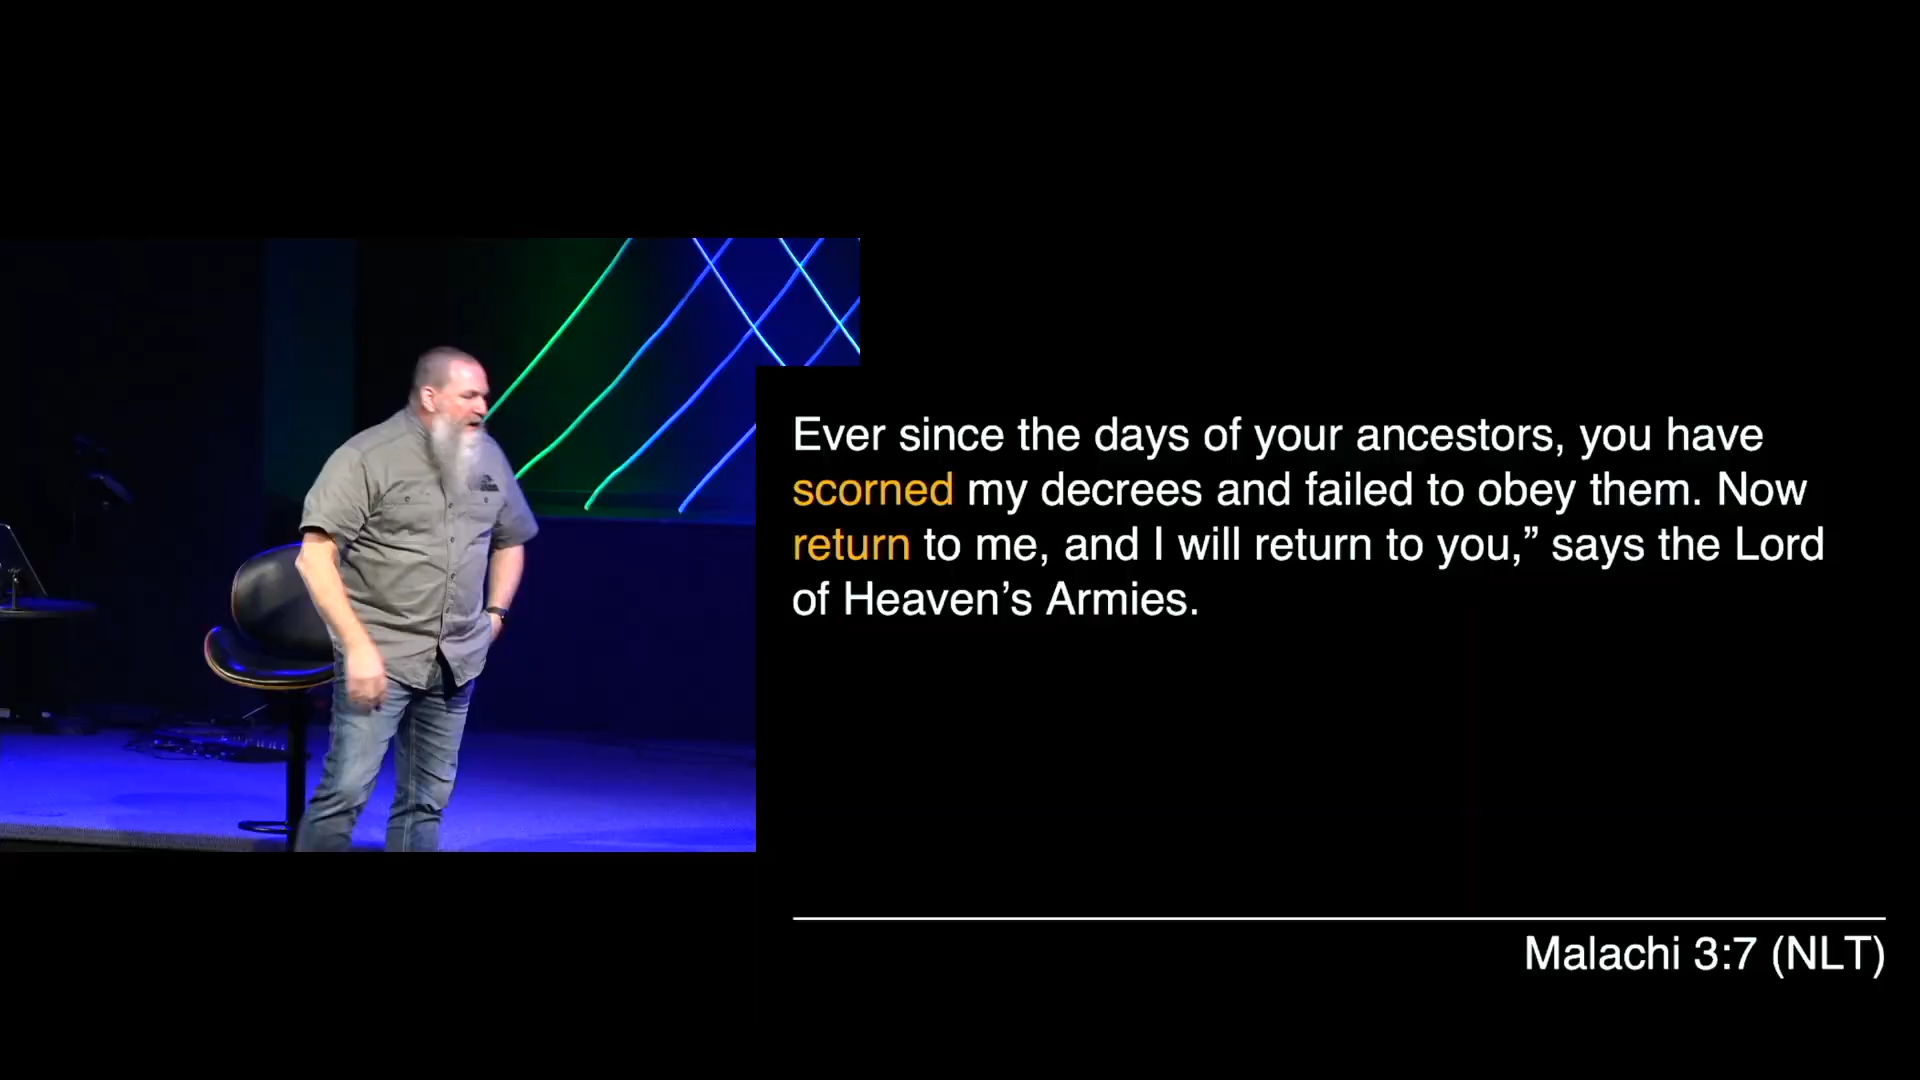 Ever since the days of your ancestors, you have
scorned my decrees and failed to obey them. Now
return to me, and I will return to you,” says the Lord
of Heaven’s Armies.
Malachi 3:7 (NLT)